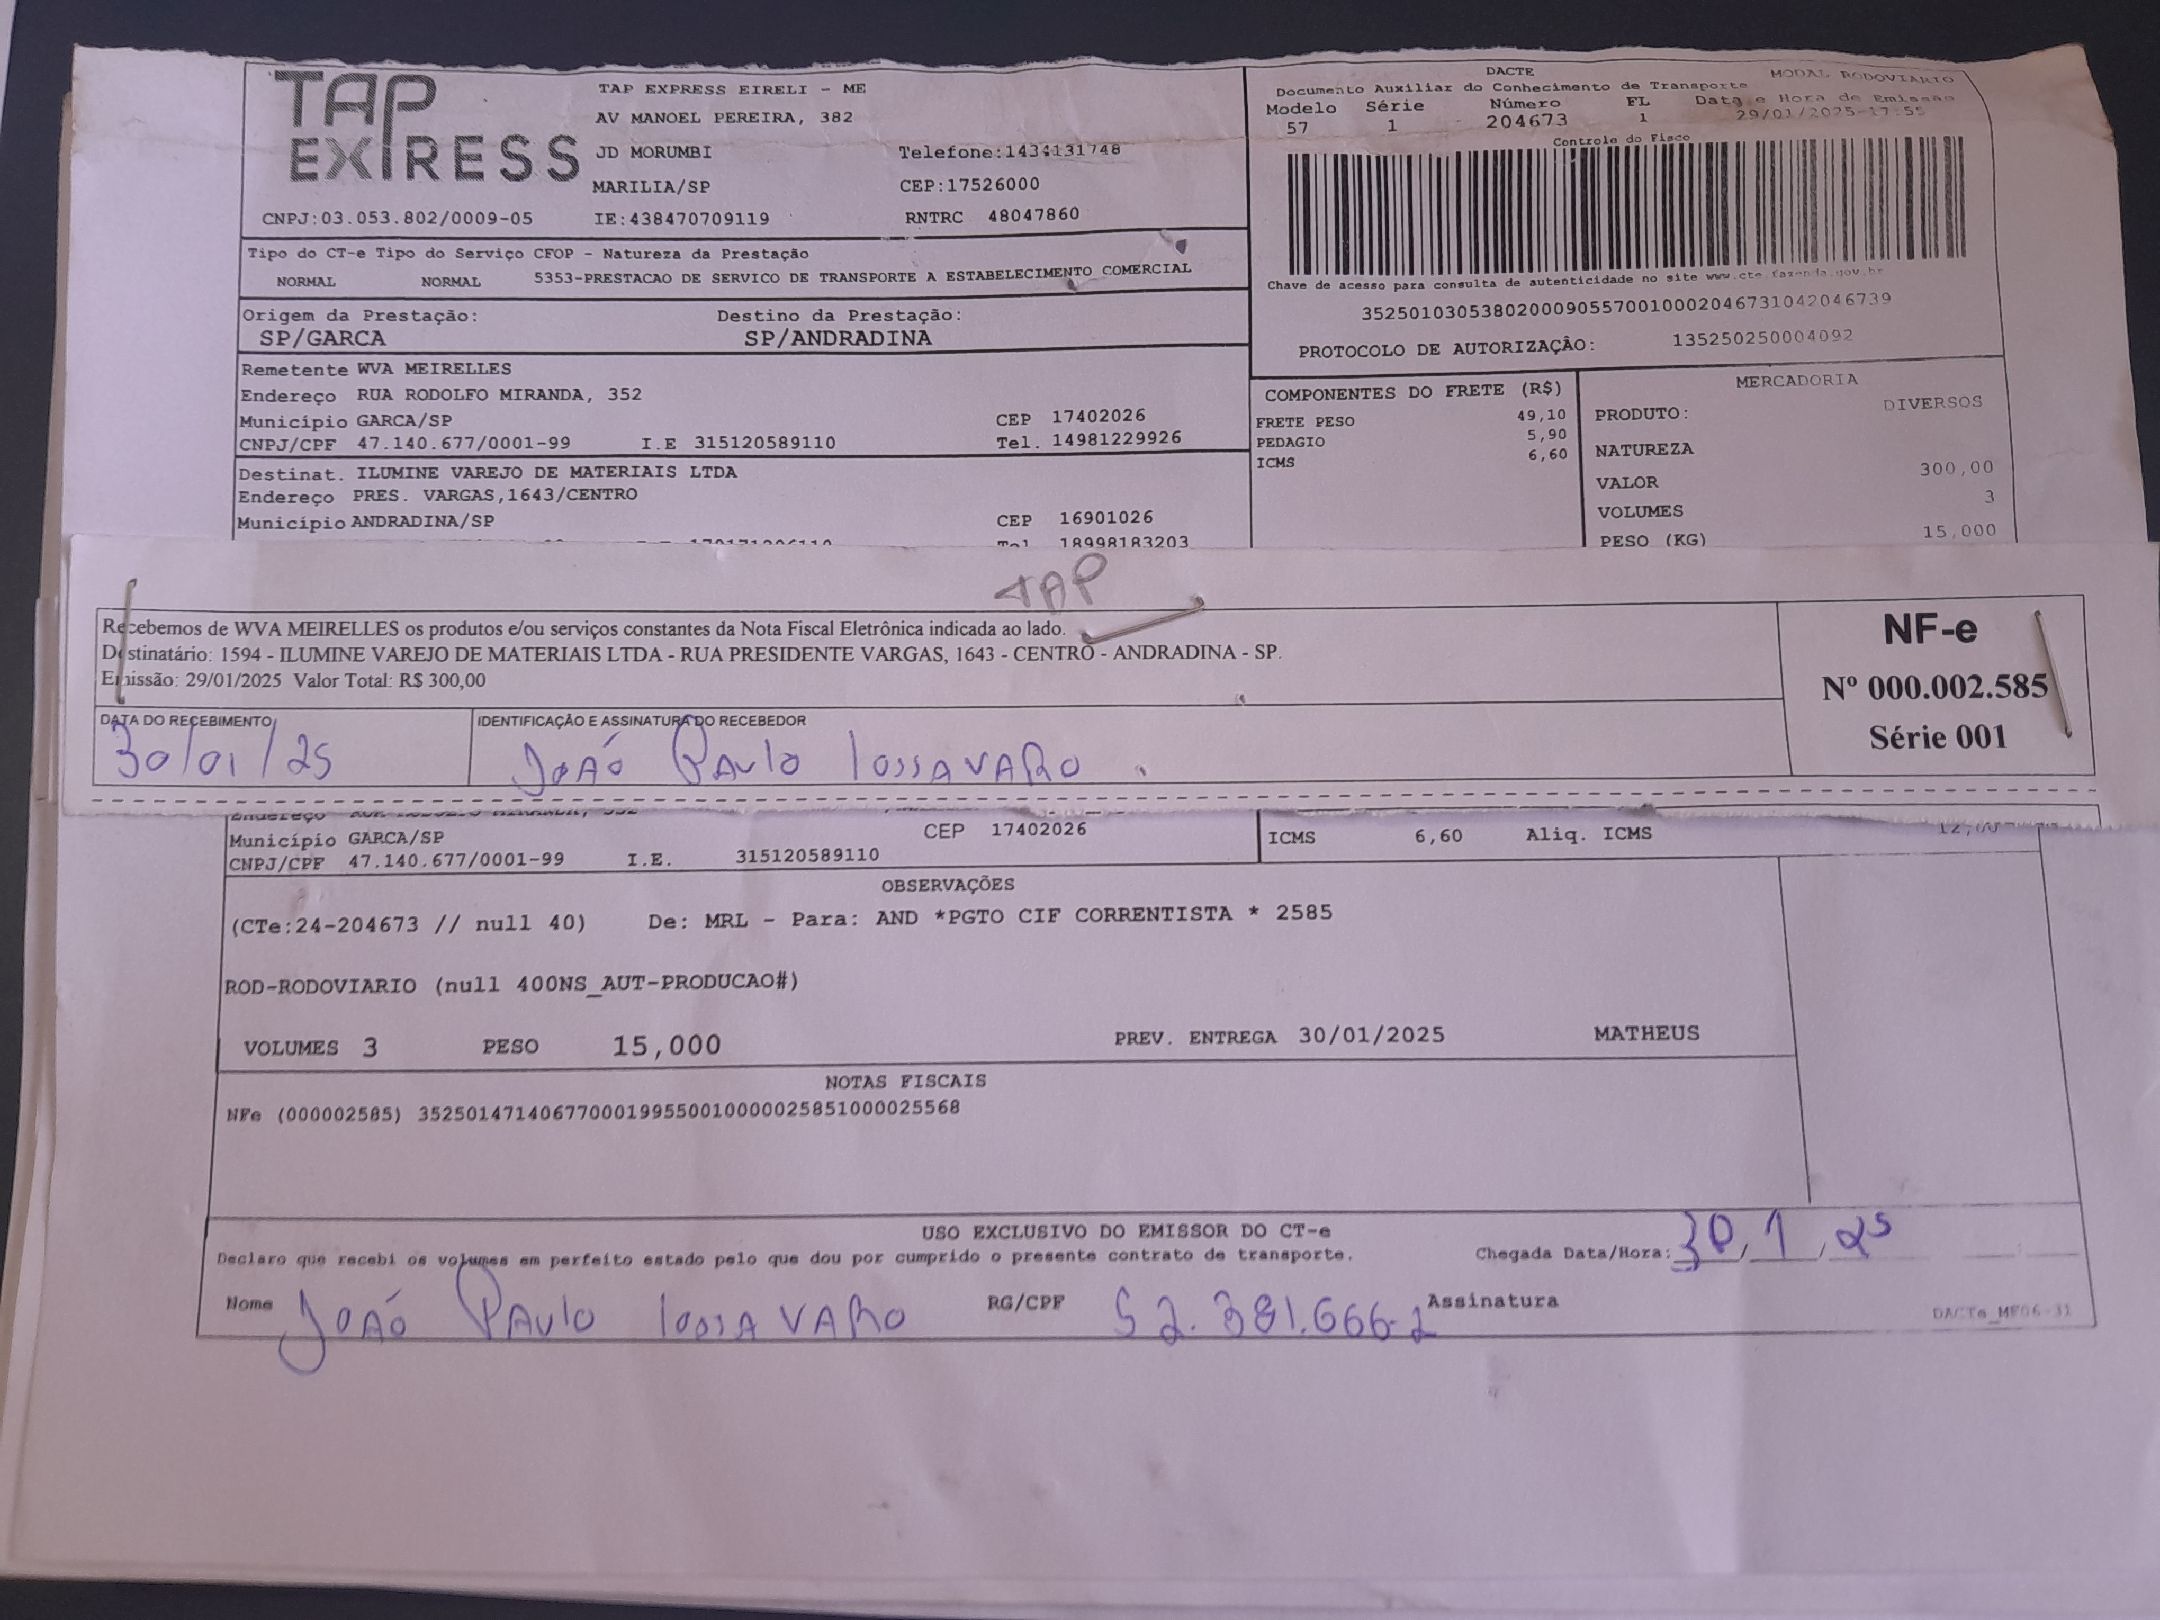 TAP EXPRESS
TAP EXPRESS EIRELI - ME
AV MANOEL PEREIRA, 382
JD MORUMBI Telefone:1434131748
MARILIA/SP CEP:17526000
CNPJ:03.053.802/0009-05 IE:438470709119 RNTRC 48047860
DACTE MODAL RODOVIARIO
Documento Auxiliar do Conhecimento de Transporte
Modelo Série Número FL Data e Hora de Emissão
57 1 204673 1 29/01/2025-17:55
Controle do Fisco
Chave de acesso para consulta de autenticidade no site www.cte.fazenda.gov.br
35250103053802000905570010002046731042046739
PROTOCOLO DE AUTORIZAÇÃO: 135250250004092
Tipo do CT-e Tipo do Serviço CFOP - Natureza da Prestação
NORMAL NORMAL 5353-PRESTACAO DE SERVICO DE TRANSPORTE A ESTABELECIMENTO COMERCIAL
Origem da Prestação: Destino da Prestação:
SP/GARCA SP/ANDRADINA
Remetente WVA MEIRELLES
Endereço RUA RODOLFO MIRANDA, 352
Município GARCA/SP CEP 17402026
CNPJ/CPF 47.140.677/0001-99 I.E 315120589110 Tel. 14981229926
Destinat. ILUMINE VAREJO DE MATERIAIS LTDA
Endereço PRES. VARGAS,1643/CENTRO
Município ANDRADINA/SP CEP 16901026
Tel 18998183203
COMPONENTES DO FRETE (R$)
FRETE PESO 49,10
PEDAGIO 5,90
ICMS 6,60
MERCADORIA
PRODUTO: DIVERSOS
NATUREZA
VALOR 300,00
VOLUMES 3
PESO (KG) 15,000
TAP
Recebemos de WVA MEIRELLES os produtos e/ou serviços constantes da Nota Fiscal Eletrônica indicada ao lado.
Destinatário: 1594 - ILUMINE VAREJO DE MATERIAIS LTDA - RUA PRESIDENTE VARGAS, 1643 - CENTRO - ANDRADINA - SP.
Emissão: 29/01/2025 Valor Total: R$ 300,00
NF-e
Nº 000.002.585
Série 001
DATA DO RECEBIMENTO IDENTIFICAÇÃO E ASSINATURA DO RECEBEDOR
30/01/25 João Paulo
Município GARCA/SP CEP 17402026
CNPJ/CPF 47.140.677/0001-99 I.E. 315120589110
ICMS 6,60 Aliq. ICMS
OBSERVAÇÕES
(CTe:24-204673 // null 40) De: MRL - Para: AND *PGTO CIF CORRENTISTA * 2585
ROD-RODOVIARIO (null 400NS_AUT-PRODUCAO#)
VOLUMES 3 PESO 15,000 PREV. ENTREGA 30/01/2025 MATHEUS
NOTAS FISCAIS
NFe (000002585) 35250147140677000199550010000025851000025568
USO EXCLUSIVO DO EMISSOR DO CT-e
Declaro que recebi os volumes em perfeito estado pelo que dou por cumprido o presente contrato de transporte. Chegada Data/Hora: 30/1/25
Nome João Paulo RG/CPF 52.381.666-2 Assinatura